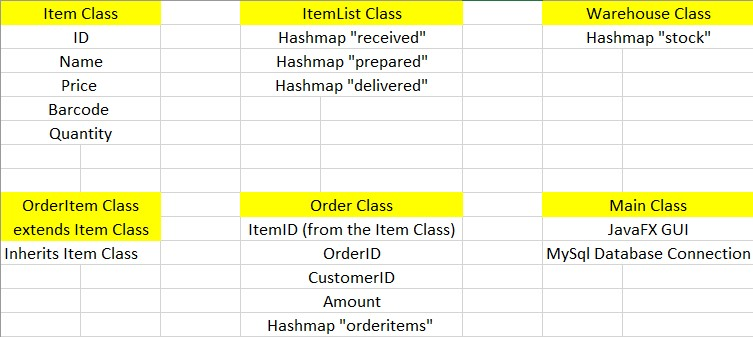 Item Class
ID
Name
Price
Barcode
Quantity
ItemList Class
Hashmap "received"
Hashmap "prepared"
Hashmap "delivered"
Warehouse Class
Hashmap "stock"
OrderItem Class
extends Item Class
Inherits Item Class
Order Class
ItemID (from the Item Class)
OrderID
CustomerID
Amount
Hashmap "orderitems"
Main Class
JavaFX GUI
MySql Database Connection